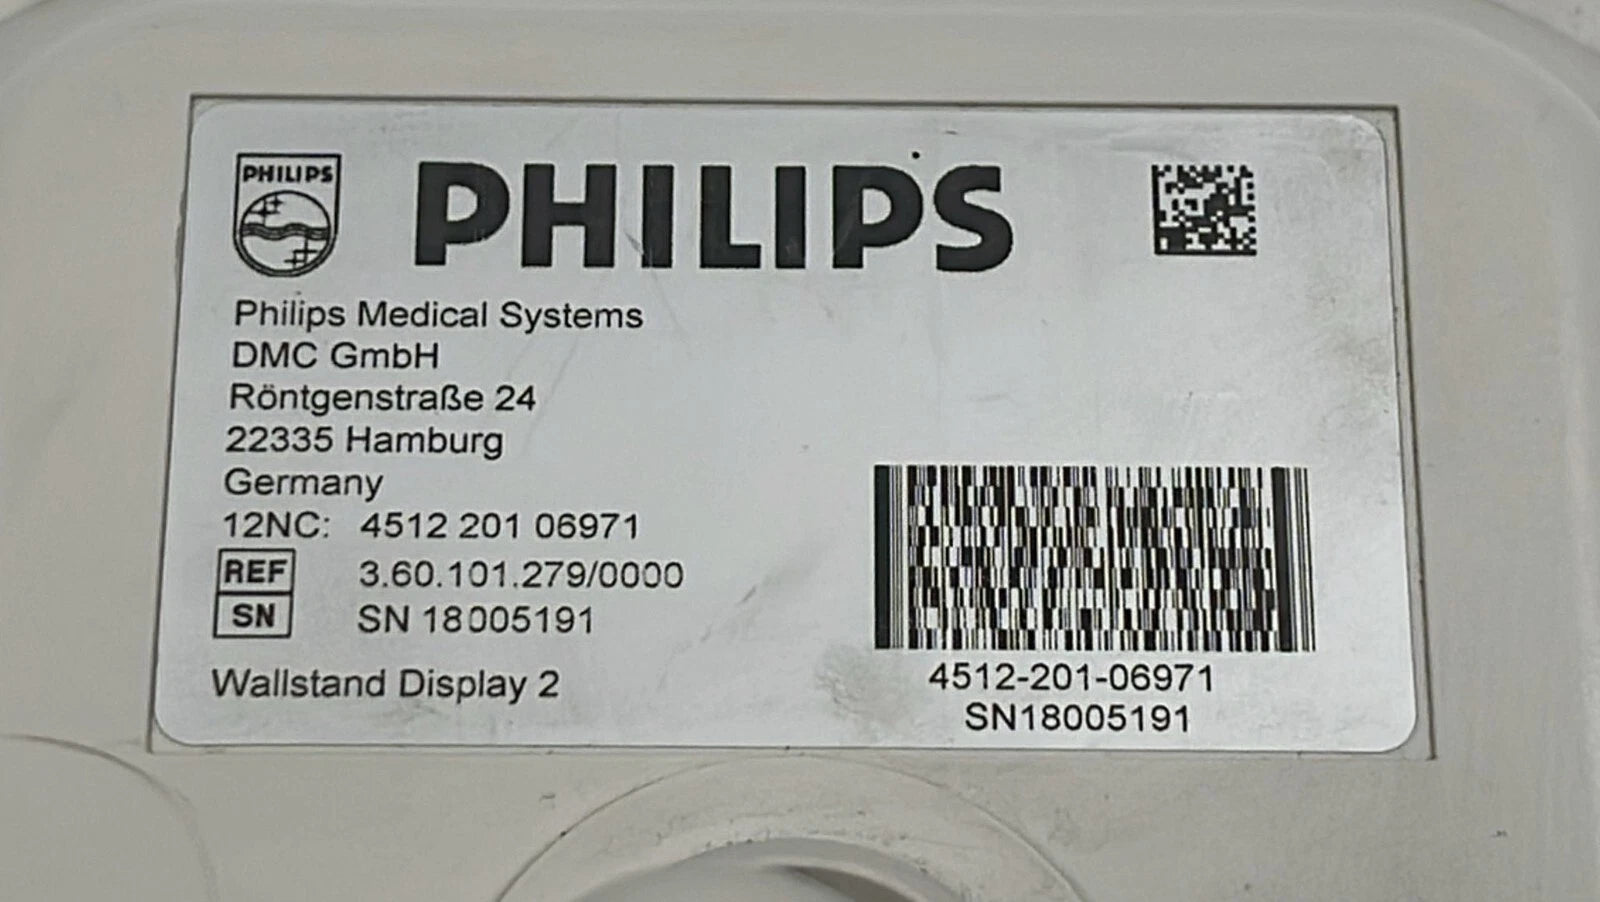 PHILIPS
PHILIPS
Philips Medical Systems
DMC GmbH
Röntgenstraße 24
22335 Hamburg
Germany
12NC: 4512 201 06971
REF 3.60.101.279/0000
SN SN 18005191
Wallstand Display 2
4512-201-06971
SN18005191